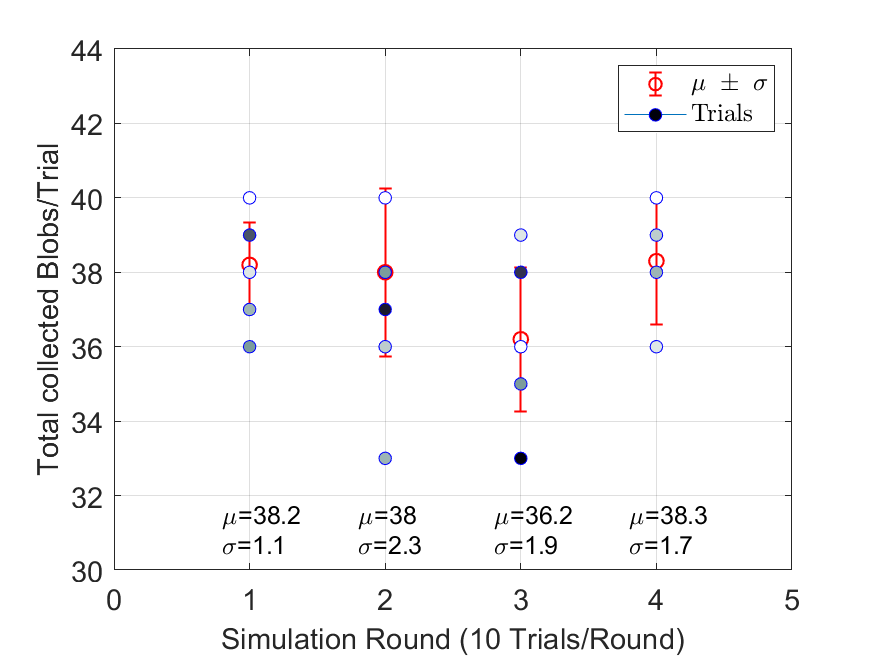 44
42
40
38
36
34
32
30
0
1
2
3
4
5
Total collected Blobs/Trial
Simulation Round (10 Trials/Round)
μ ± σ
Trials
μ=38.2
σ=1.1
μ=38
σ=2.3
μ=36.2
σ=1.9
μ=38.3
σ=1.7